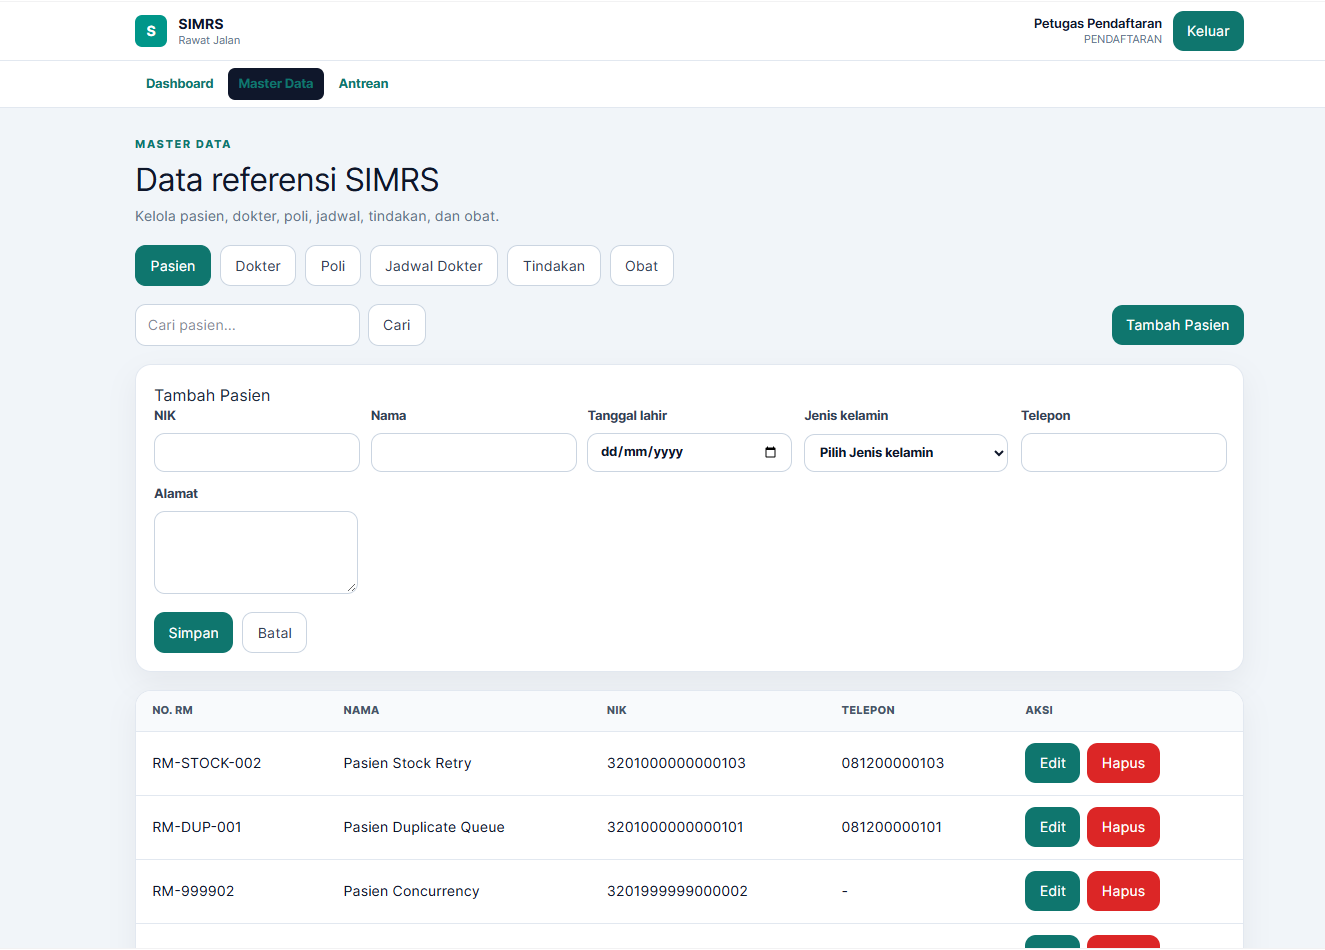 S
SIMRS
Rawat Jalan
Petugas Pendaftaran
PENDAFTARAN
Keluar
Dashboard
Master Data
Antrean
MASTER DATA
Data referensi SIMRS
Kelola pasien, dokter, poli, jadwal, tindakan, dan obat.
Pasien
Dokter
Poli
Jadwal Dokter
Tindakan
Obat
Cari pasien...
Cari
Tambah Pasien
Tambah Pasien
NIK
Nama
Tanggal lahir
Jenis kelamin
Telepon
dd/mm/yyyy
Pilih Jenis kelamin
Alamat
Simpan
Batal
NO. RM NAMA NIK TELEPON AKSI
RM-STOCK-002 Pasien Stock Retry 3201000000000103 081200000103 Edit Hapus
RM-DUP-001 Pasien Duplicate Queue 3201000000000101 081200000101 Edit Hapus
RM-999902 Pasien Concurrency 3201999999000002 - Edit Hapus